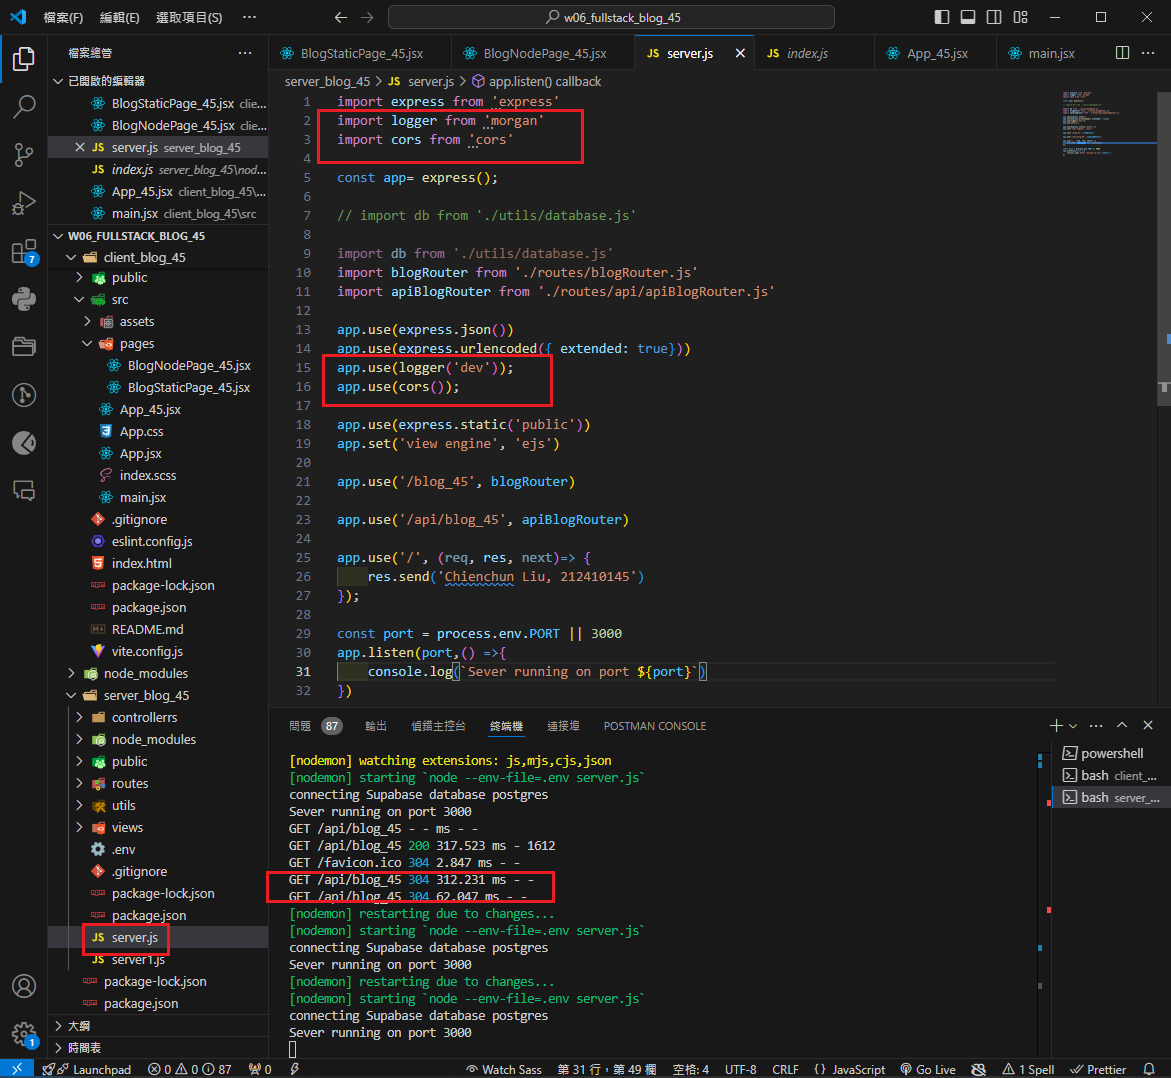 檔案(F)
編輯(E)
選取項目(S)
w06_fullstack_blog_45
檔案總管
已開啟的編輯器
BlogStaticPage_45.jsx clie...
BlogNodePage_45.jsx clie...
JS server.js server_blog_45
JS index.js server_blog_45\nod...
App_45.jsx client_blog_45\...
main.jsx client_blog_45\src
W06_FULLSTACK_BLOG_45
client_blog_45
public
src
assets
pages
BlogNodePage_45.jsx
BlogStaticPage_45.jsx
App_45.jsx
App.css
App.jsx
index.scss
main.jsx
.gitignore
eslint.config.js
index.html
package-lock.json
package.json
README.md
vite.config.js
node_modules
server_blog_45
controllerrs
node_modules
public
routes
utils
views
.env
.gitignore
package-lock.json
package.json
JS server.js
JS server1.js
package-lock.json
package.json
大綱
時間表
7
1
BlogStaticPage_45.jsx
BlogNodePage_45.jsx
JS server.js
JS index.js
App_45.jsx
main.jsx
server_blog_45 > JS server.js > app.listen() callback
1 import express from 'express'
2 import logger from 'morgan'
3 import cors from 'cors'
4
5 const app= express();
6
7 // import db from './utils/database.js'
8
9 import db from './utils/database.js'
10 import blogRouter from './routes/blogRouter.js'
11 import apiBlogRouter from './routes/api/apiBlogRouter.js'
12
13 app.use(express.json())
14 app.use(express.urlencoded({ extended: true}))
15 app.use(logger('dev'));
16 app.use(cors());
17
18 app.use(express.static('public'))
19 app.set('view engine', 'ejs')
20
21 app.use('/blog_45', blogRouter)
22
23 app.use('/api/blog_45', apiBlogRouter)
24
25 app.use('/', (req, res, next)=> {
26 res.send('Chienchun Liu, 212410145')
27 });
28
29 const port = process.env.PORT || 3000
30 app.listen(port,() =>{
31 console.log(`Sever running on port ${port}`)
32 })
問題 87
輸出
偵錯主控台
終端機
連接埠
POSTMAN CONSOLE
[nodemon] watching extensions: js,mjs,cjs,json
[nodemon] starting `node --env-file=.env server.js`
connecting Supabase database postgres
Sever running on port 3000
GET /api/blog_45 - - ms - -
GET /api/blog_45 200 317.523 ms - 1612
GET /favicon.ico 304 2.847 ms - -
GET /api/blog_45 304 312.231 ms - -
GET /api/blog_45 304 62.047 ms - -
[nodemon] restarting due to changes...
[nodemon] starting `node --env-file=.env server.js`
connecting Supabase database postgres
Sever running on port 3000
[nodemon] restarting due to changes...
[nodemon] starting `node --env-file=.env server.js`
connecting Supabase database postgres
Sever running on port 3000
powershell
bash client_...
bash server_...
Launchpad
0
0
87
0
Watch Sass
第 31 行，第 49 欄
空格: 4
UTF-8
CRLF
{} JavaScript
Go Live
1 Spell
Prettier